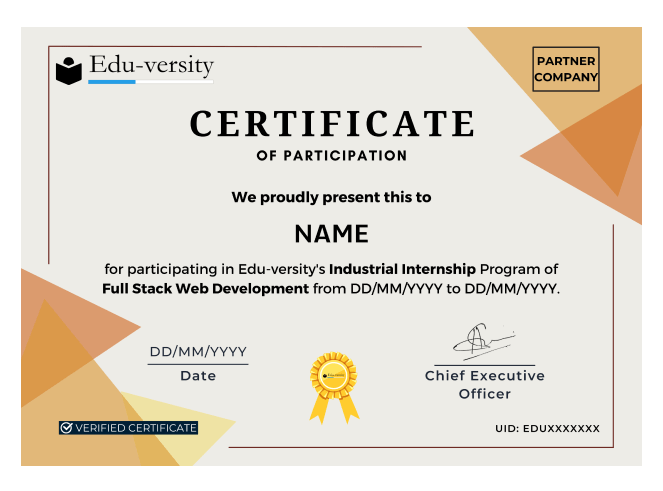 Edu-versity
PARTNER
COMPANY
CERTIFICATE
OF PARTICIPATION
We proudly present this to
NAME
for participating in Edu-versity's Industrial Internship Program of
Full Stack Web Development from DD/MM/YYYY to DD/MM/YYYY.
DD/MM/YYYY
Date
Chief Executive
Officer
VERIFIED CERTIFICATE
UID: EDUXXXXXXX